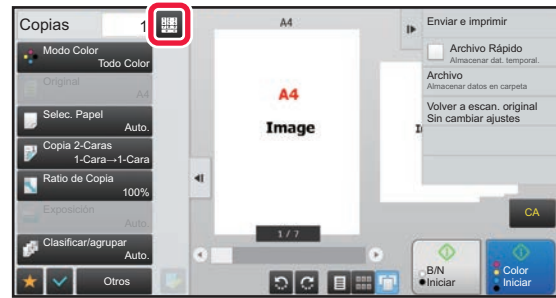 Copias 1
Modo Color
Todo Color
Original
A4
Selec. Papel
Auto.
Copia 2-Caras
1-Cara→1-Cara
Ratio de Copia
100%
Exposición
Auto.
Clasificar/agrupar
Auto.
Otros
A4
A4
Image
1 / 7
Enviar e imprimir
Archivo Rápido
Almacenar dat. temporal.
Archivo
Almacenar datos en carpeta
Volver a escan. original
Sin cambiar ajustes
CA
B/N
Iniciar
Color
Iniciar